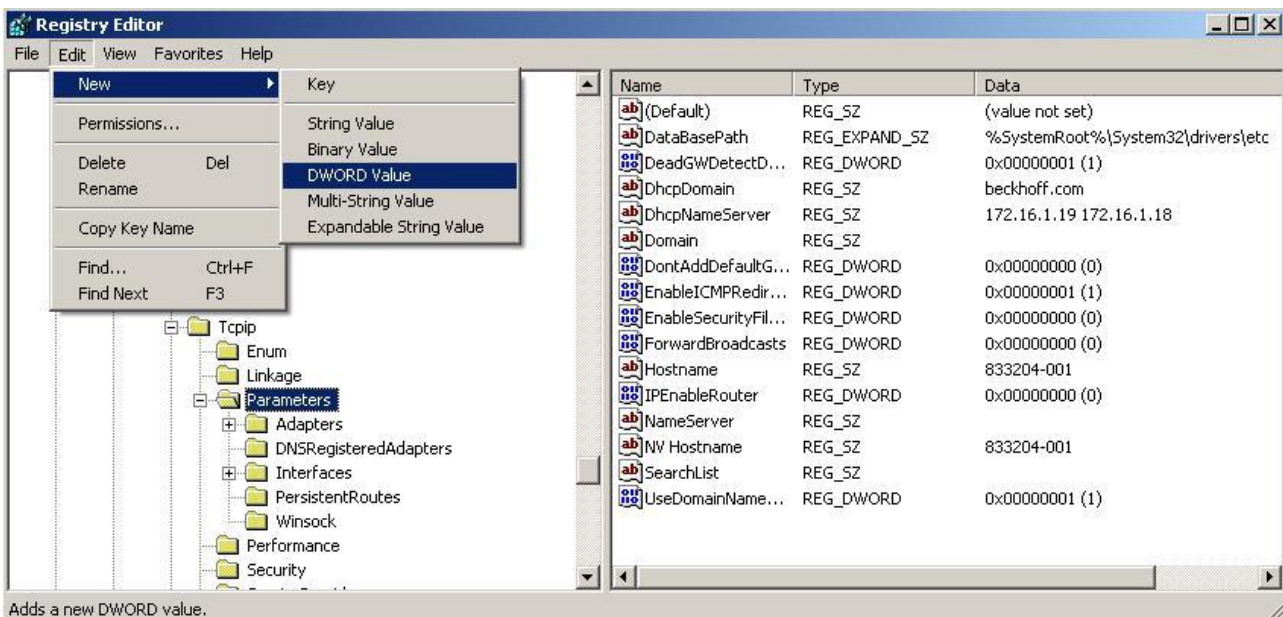 Registry Editor
File Edit View Favorites Help
New
Permissions...
Delete Del
Rename
Copy Key Name
Find... Ctrl+F
Find Next F3
Key
String Value
Binary Value
DWORD Value
Multi-String Value
Expandable String Value
Tcpip
Enum
Linkage
Parameters
Adapters
DNSRegisteredAdapters
Interfaces
PersistentRoutes
Winsock
Performance
Security
Name Type Data
(Default) REG_SZ (value not set)
DataBasePath REG_EXPAND_SZ %SystemRoot%\System32\drivers\etc
DeadGWDetectD... REG_DWORD 0x00000001 (1)
DhcpDomain REG_SZ beckhoff.com
DhcpNameServer REG_SZ 172.16.1.19 172.16.1.18
Domain REG_SZ
DontAddDefaultG... REG_DWORD 0x00000000 (0)
EnableICMPRedir... REG_DWORD 0x00000001 (1)
EnableSecurityFil... REG_DWORD 0x00000000 (0)
ForwardBroadcasts REG_DWORD 0x00000000 (0)
Hostname REG_SZ 833204-001
IPEnableRouter REG_DWORD 0x00000000 (0)
NameServer REG_SZ
NV Hostname REG_SZ 833204-001
SearchList REG_SZ
UseDomainName... REG_DWORD 0x00000001 (1)
Adds a new DWORD value.